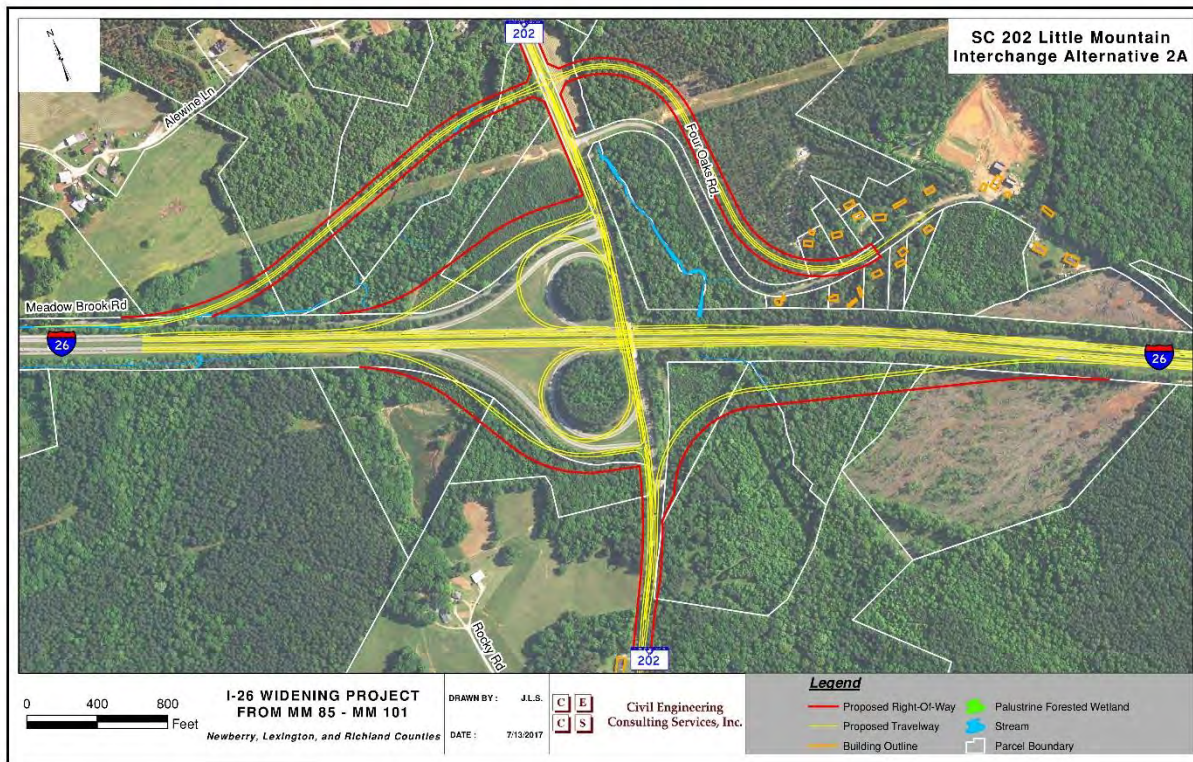 N
202
SC 202 Little Mountain
Interchange Alternative 2A
Alewine Ln
Four Oaks Rd,
Meadow Brook Rd
26
26
Rocky Rd
202
0 400 800
Feet
I-26 WIDENING PROJECT
FROM MM 85 - MM 101
Newberry, Lexington, and Richland Counties
DRAWN BY : J.L.S.
DATE : 7/13/2017
C E
C S
Civil Engineering
Consulting Services, Inc.
Legend
Proposed Right-Of-Way
Proposed Travelway
Building Outline
Palustrine Forested Wetland
Stream
Parcel Boundary